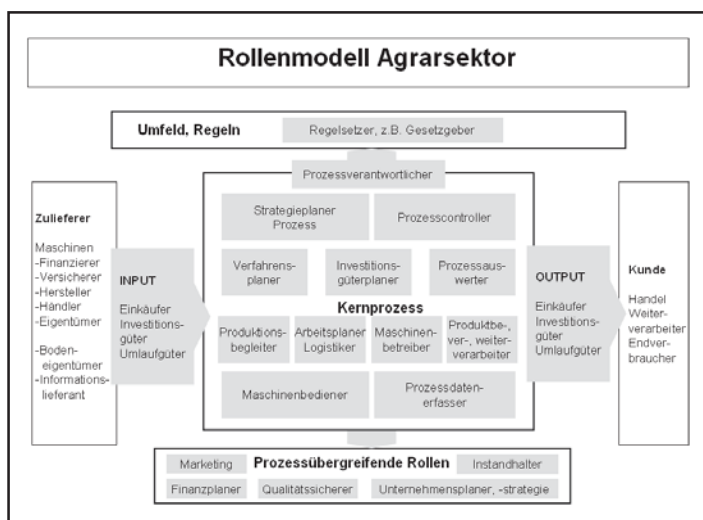 Rollenmodell Agrarsektor
Umfeld, Regeln
Regelsetzer, z.B. Gesetzgeber
Prozessverantwortlicher
Zulieferer
Maschinen
-Finanzierer
-Versicherer
-Hersteller
-Händler
-Eigentümer
-Boden-
eigentümer
-Informations-
lieferant
INPUT
Einkäufer
Investitions-
güter
Umlaufgüter
Strategieplaner
Prozess
Prozesscontroller
Verfahrens-
planer
Investitions-
güterplaner
Prozessaus-
werter
Kernprozess
Produktions-
begleiter
Arbeitsplaner
Logistiker
Maschinen-
betreiber
Produktbe-,
ver-, weiter-
verarbeiter
Maschinenbediener
Prozessdaten-
erfasser
OUTPUT
Einkäufer
Investitions-
güter
Umlaufgüter
Kunde
Handel
Weiter-
verarbeiter
Endver-
braucher
Marketing
Prozessübergreifende Rollen
Instandhalter
Finanzplaner
Qualitätssicherer
Unternehmensplaner, -strategie